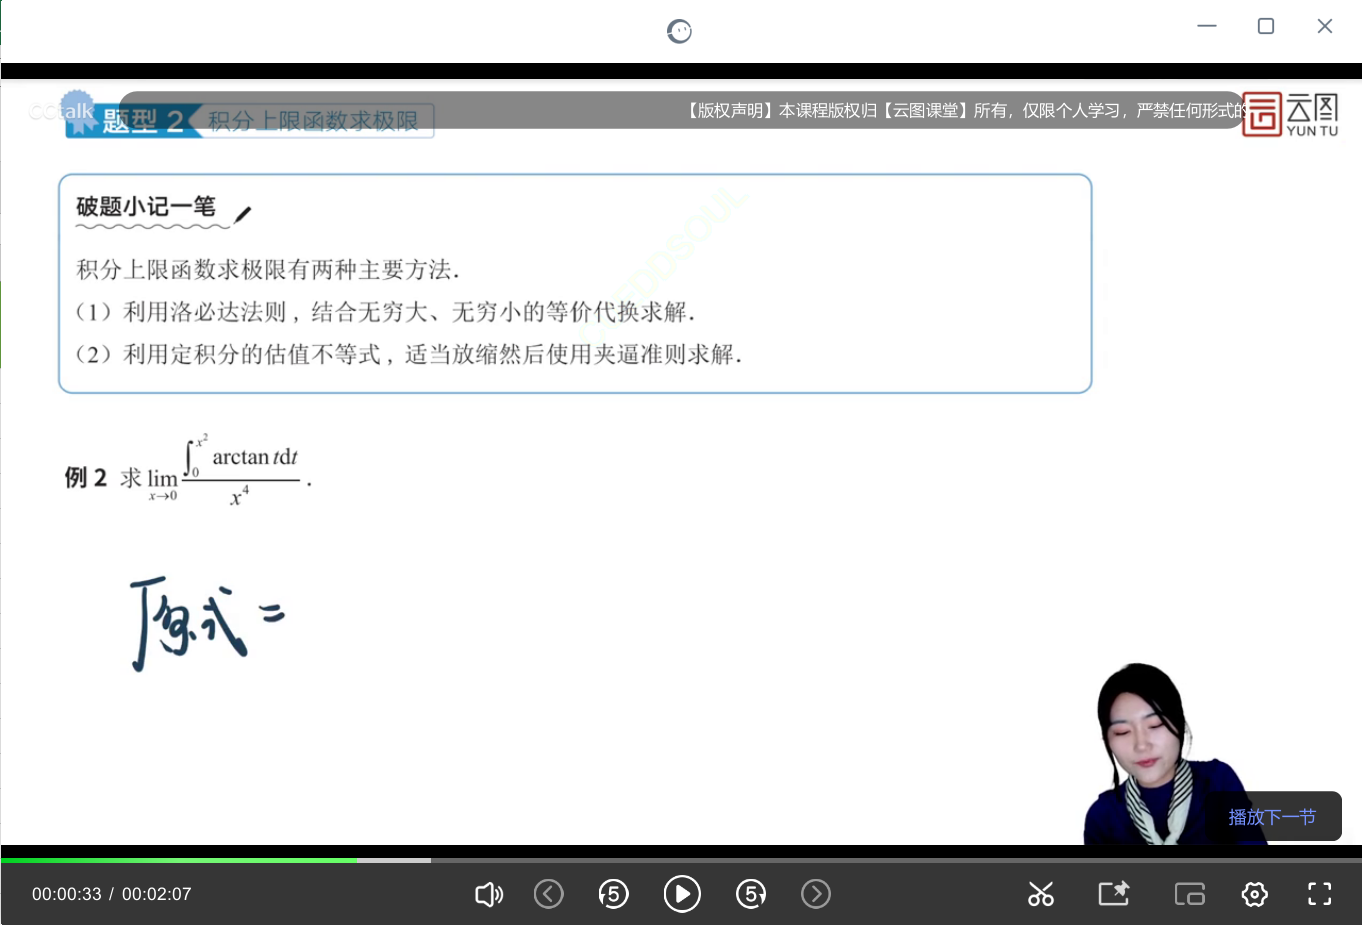 CCtalk
题型 2 积分上限函数求极限
【版权声明】本课程版权归【云图课堂】所有，仅限个人学习，严禁任何形式的
云图
YUN TU
破题小记一笔
积分上限函数求极限有两种主要方法.
（1）利用洛必达法则，结合无穷大、无穷小的等价代换求解.
（2）利用定积分的估值不等式，适当放缩然后使用夹逼准则求解.
例 2 求 lim_{x→0} \frac{∫_0^{x^2} arctan t dt}{x^4}.
原式 =
播放下一节
00:00:33 / 00:02:07
5 5